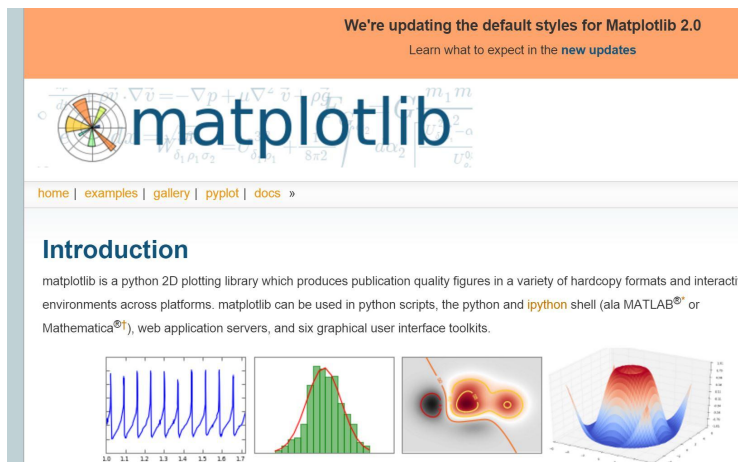 We're updating the default styles for Matplotlib 2.0
Learn what to expect in the new updates
matplotlib
home | examples | gallery | pyplot | docs »
Introduction
matplotlib is a python 2D plotting library which produces publication quality figures in a variety of hardcopy formats and interacti
environments across platforms. matplotlib can be used in python scripts, the python and ipython shell (ala MATLAB®* or
Mathematica®†), web application servers, and six graphical user interface toolkits.
1.0 1.1 1.2 1.3 1.4 1.5 1.6 1.7